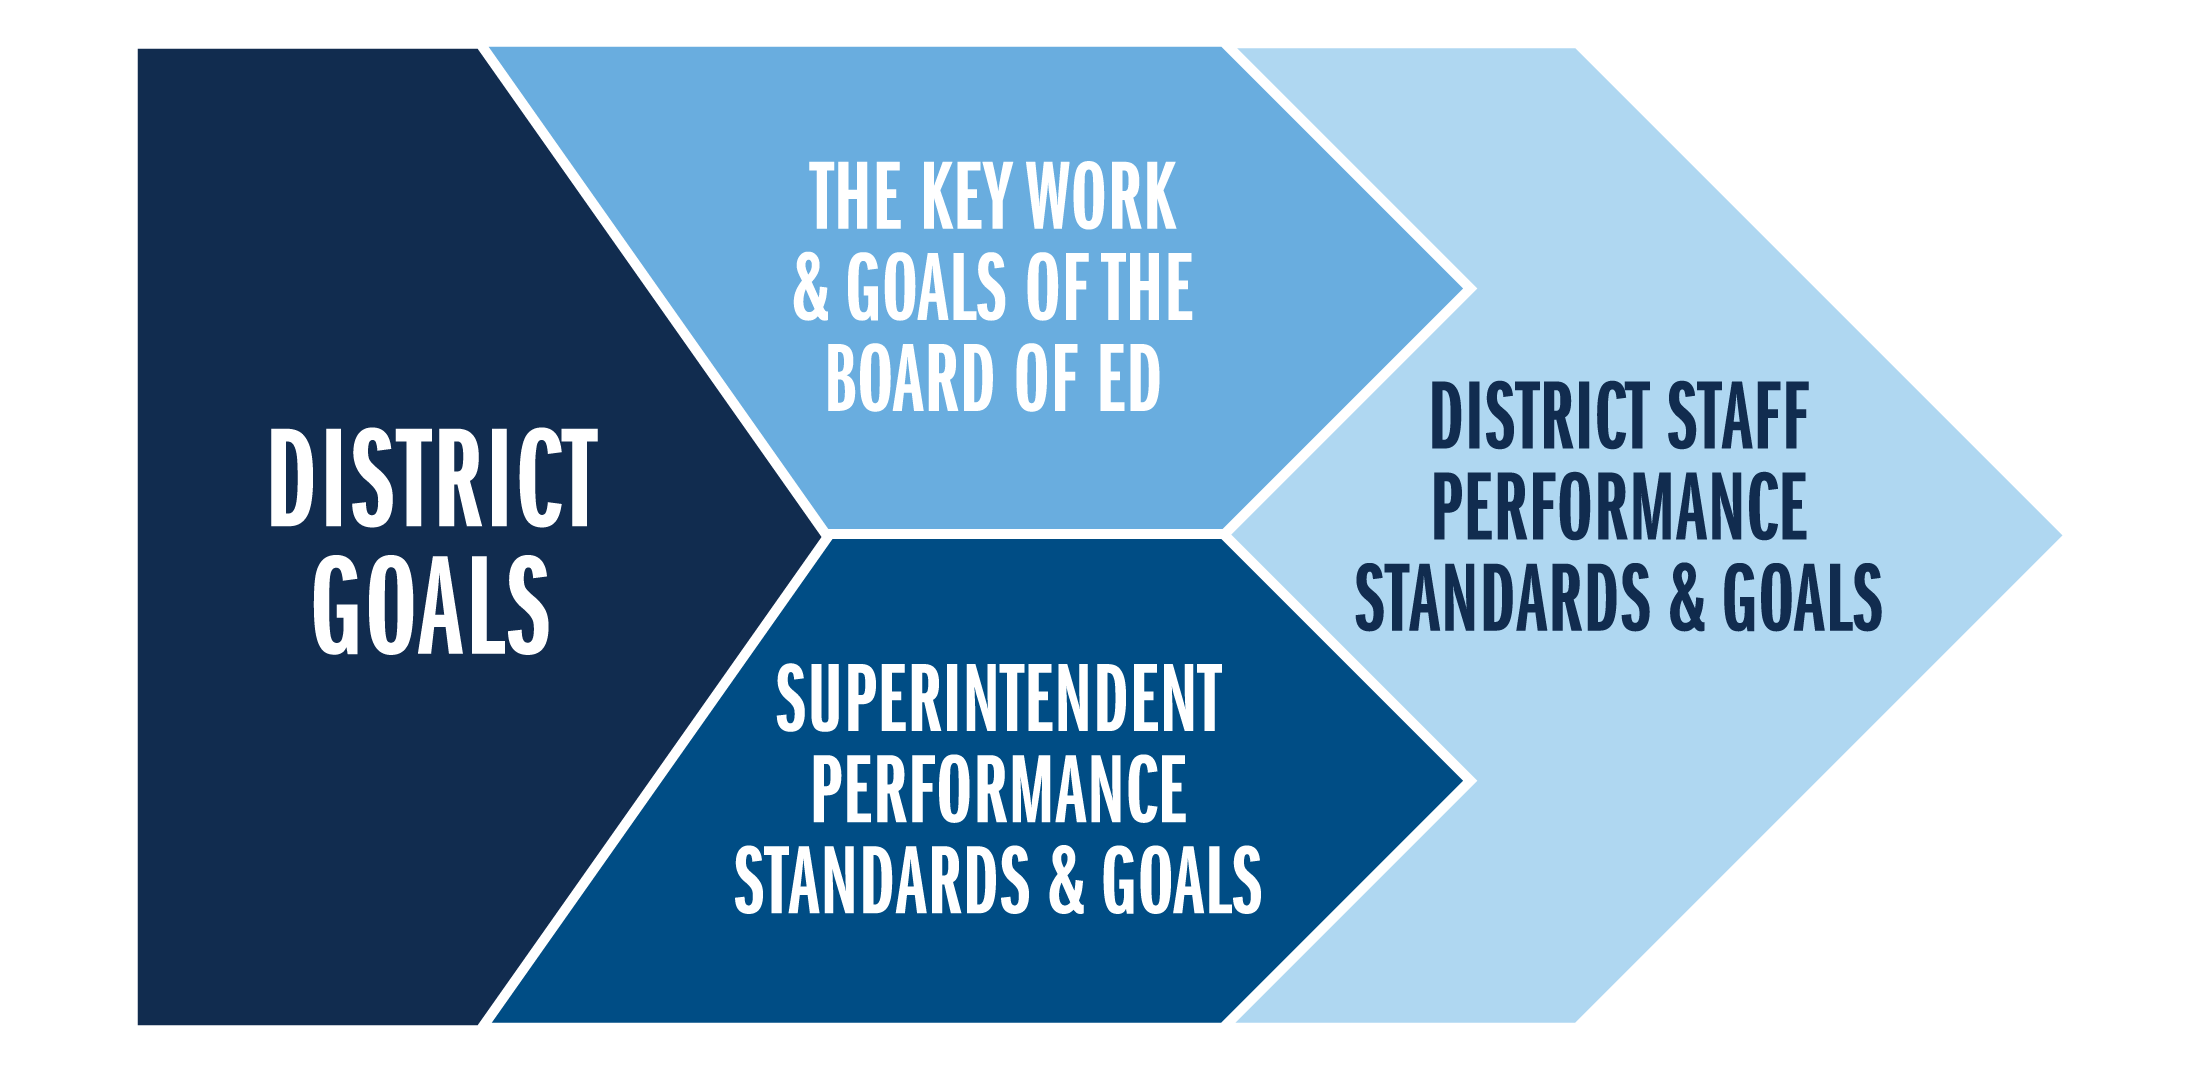 DISTRICT
GOALS
THE KEY WORK
& GOALS OF THE
BOARD OF ED
SUPERINTENDENT
PERFORMANCE
STANDARDS & GOALS
DISTRICT STAFF
PERFORMANCE
STANDARDS & GOALS